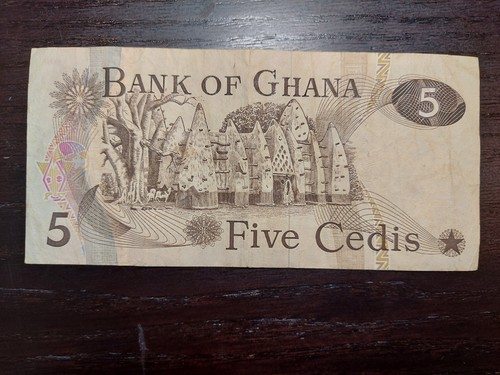 BANK OF GHANA
5
5
Five Cedis